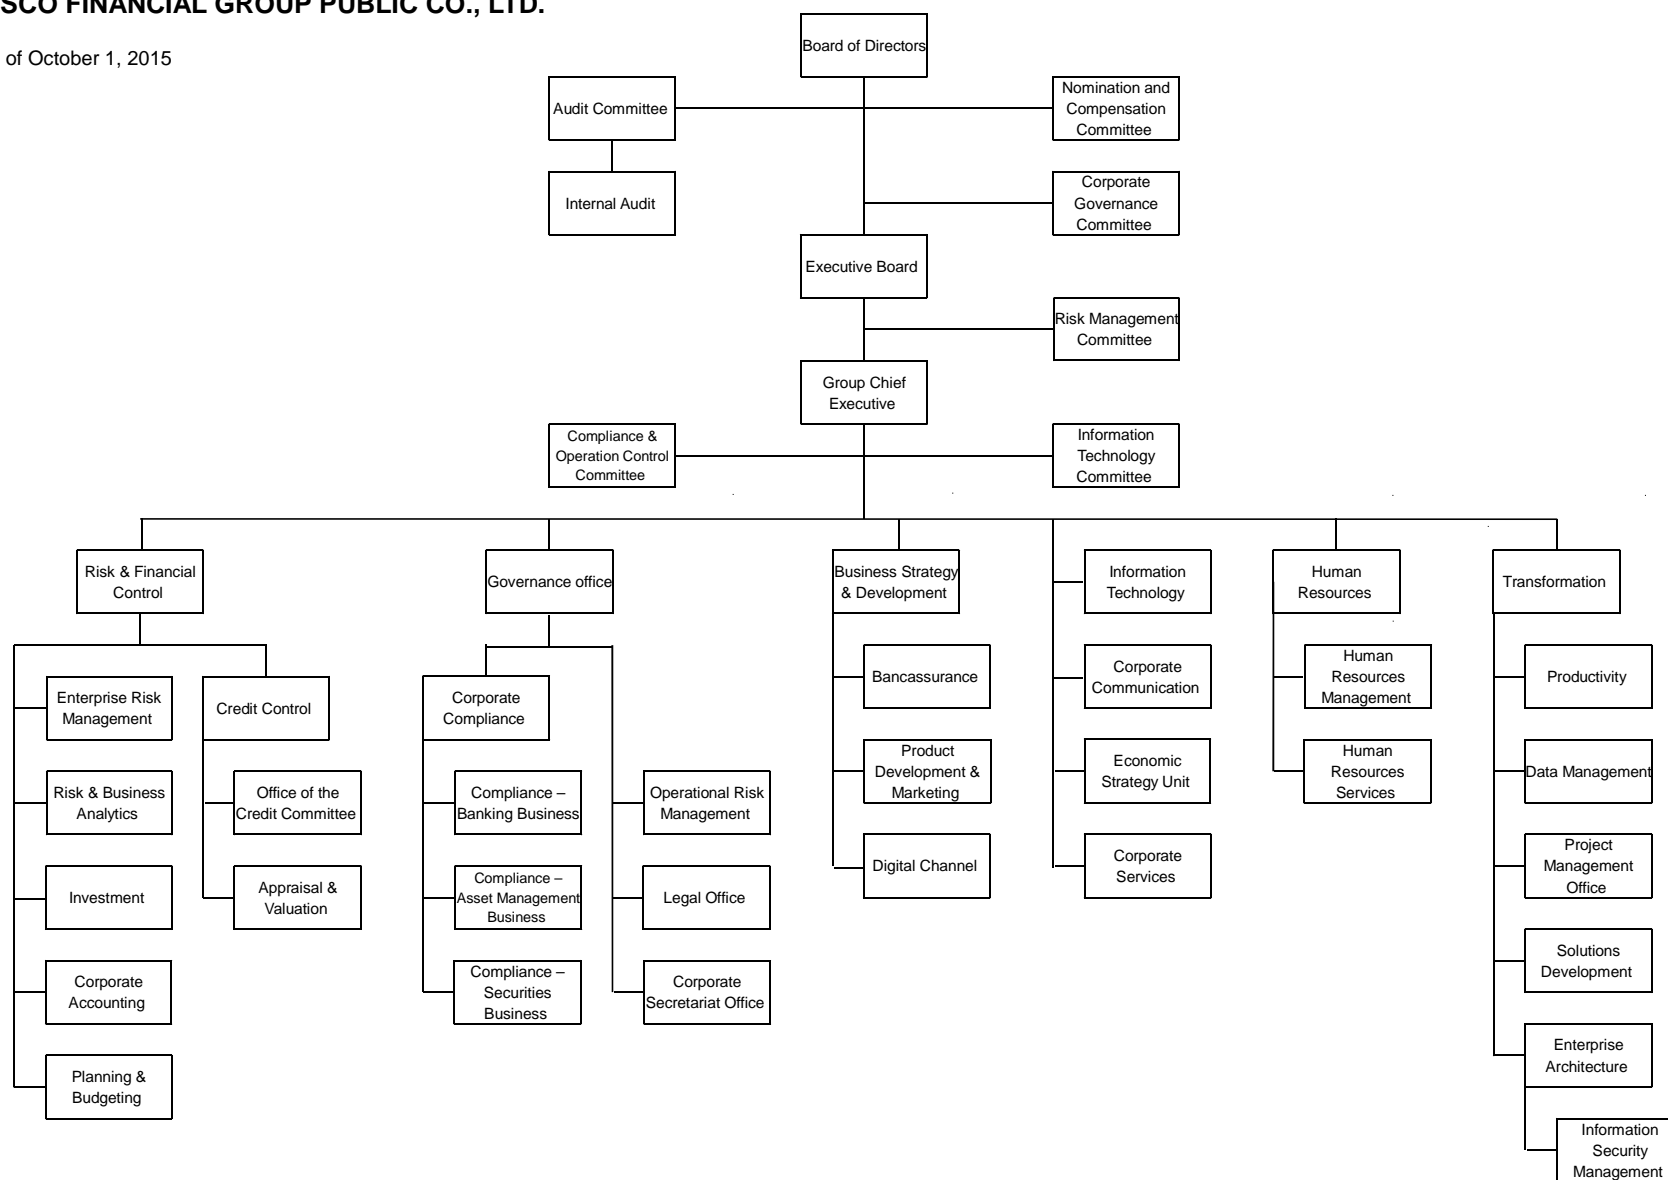 SCO FINANCIAL GROUP PUBLIC CO., LTD.
of October 1, 2015
Board of Directors
Audit Committee
Nomination and
Compensation
Committee
Internal Audit
Corporate
Governance
Committee
Executive Board
Risk Management
Committee
Group Chief
Executive
Compliance &
Operation Control
Committee
Information
Technology
Committee
Risk & Financial
Control
Governance office
Business Strategy
& Development
Information
Technology
Human
Resources
Transformation
Enterprise Risk
Management
Credit Control
Corporate
Compliance
Bancassurance
Corporate
Communication
Human
Resources
Management
Productivity
Risk & Business
Analytics
Office of the
Credit Committee
Compliance –
Banking Business
Operational Risk
Management
Product
Development &
Marketing
Economic
Strategy Unit
Human
Resources
Services
Data Management
Investment
Appraisal &
Valuation
Compliance –
Asset Management
Business
Legal Office
Digital Channel
Corporate
Services
Project
Management
Office
Corporate
Accounting
Compliance –
Securities
Business
Corporate
Secretariat Office
Solutions
Development
Planning &
Budgeting
Enterprise
Architecture
Information
Security
Management